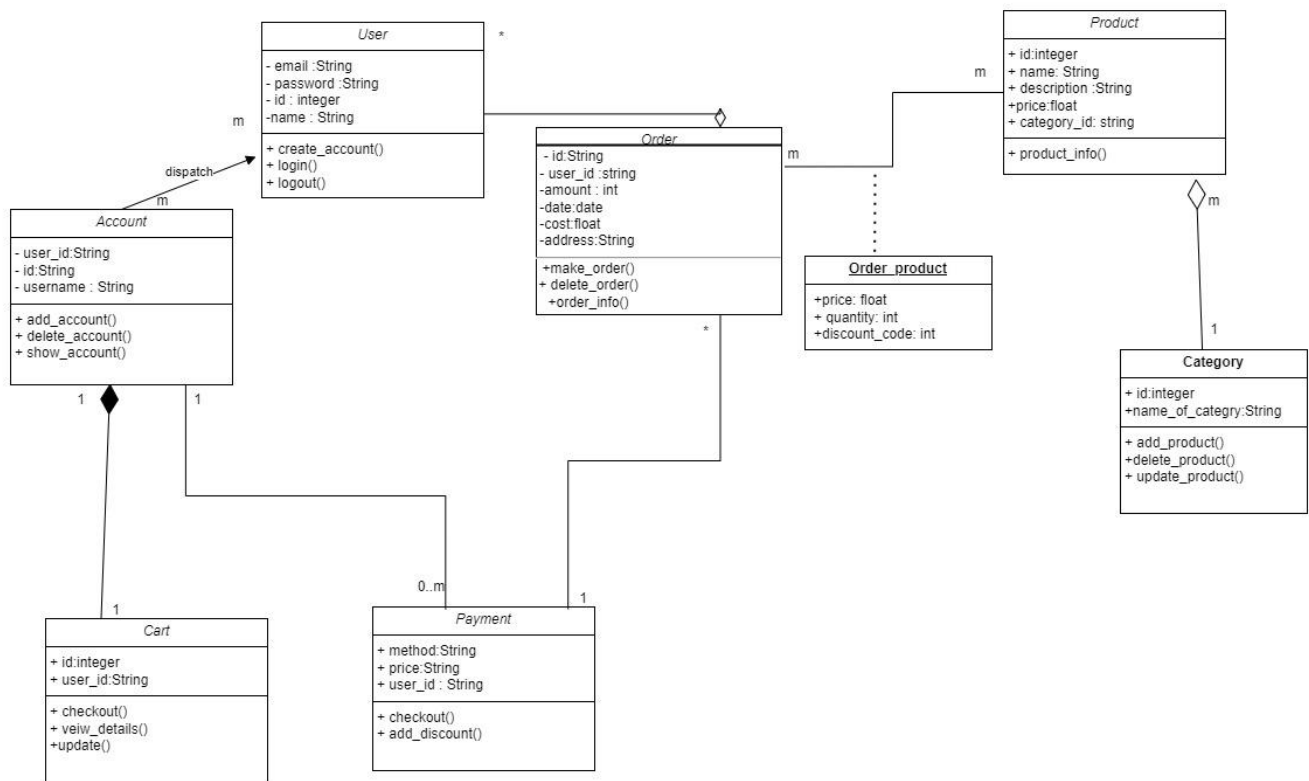 User
- email :String
- password :String
- id : integer
-name : String
+ create_account()
+ login()
+ logout()
*
m
dispatch
m
Account
- user_id:String
- id:String
- username : String
+ add_account()
+ delete_account()
+ show_account()
1
1
Order
- id:String
- user_id :string
-amount : int
-date:date
-cost:float
-address:String
+make_order()
+ delete_order()
+order_info()
*
m
m
Product
+ id:integer
+ name: String
+ description :String
+price:float
+ category_id: string
+ product_info()
m
Order_product
+price: float
+ quantity: int
+discount_code: int
1
Category
+ id:integer
+name_of_categry:String
+ add_product()
+delete_product()
+ update_product()
1
Cart
+ id:integer
+ user_id:String
+ checkout()
+ veiw_details()
+update()
0..m
1
Payment
+ method:String
+ price:String
+ user_id : String
+ checkout()
+ add_discount()